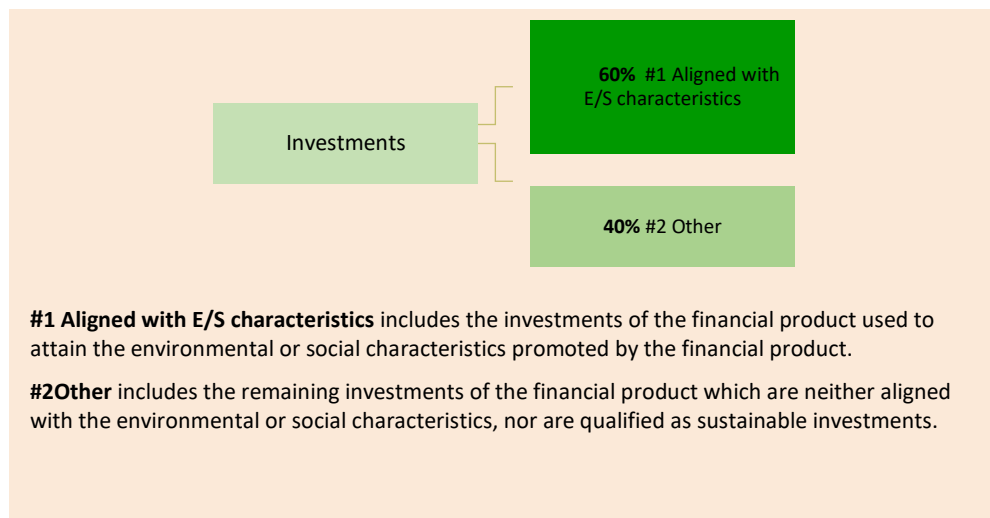 60% #1 Aligned with
E/S characteristics
Investments
40% #2 Other
#1 Aligned with E/S characteristics includes the investments of the financial product used to
attain the environmental or social characteristics promoted by the financial product.
#2Other includes the remaining investments of the financial product which are neither aligned
with the environmental or social characteristics, nor are qualified as sustainable investments.